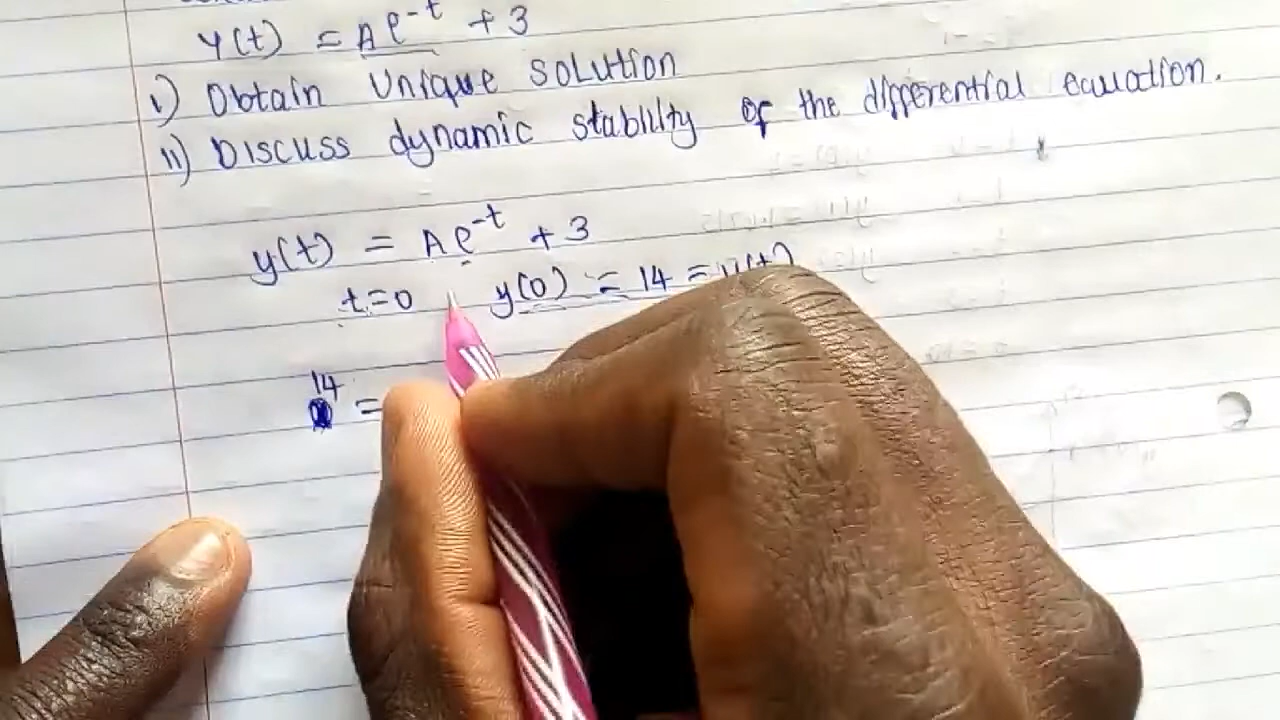 y(t) = Ae^-t + 3
i) Obtain Unique solution
ii) Discuss dynamic stability of the differential equation.
y(t) = Ae^-t + 3
t=0 y(0) = 14 = y(t)
14 =